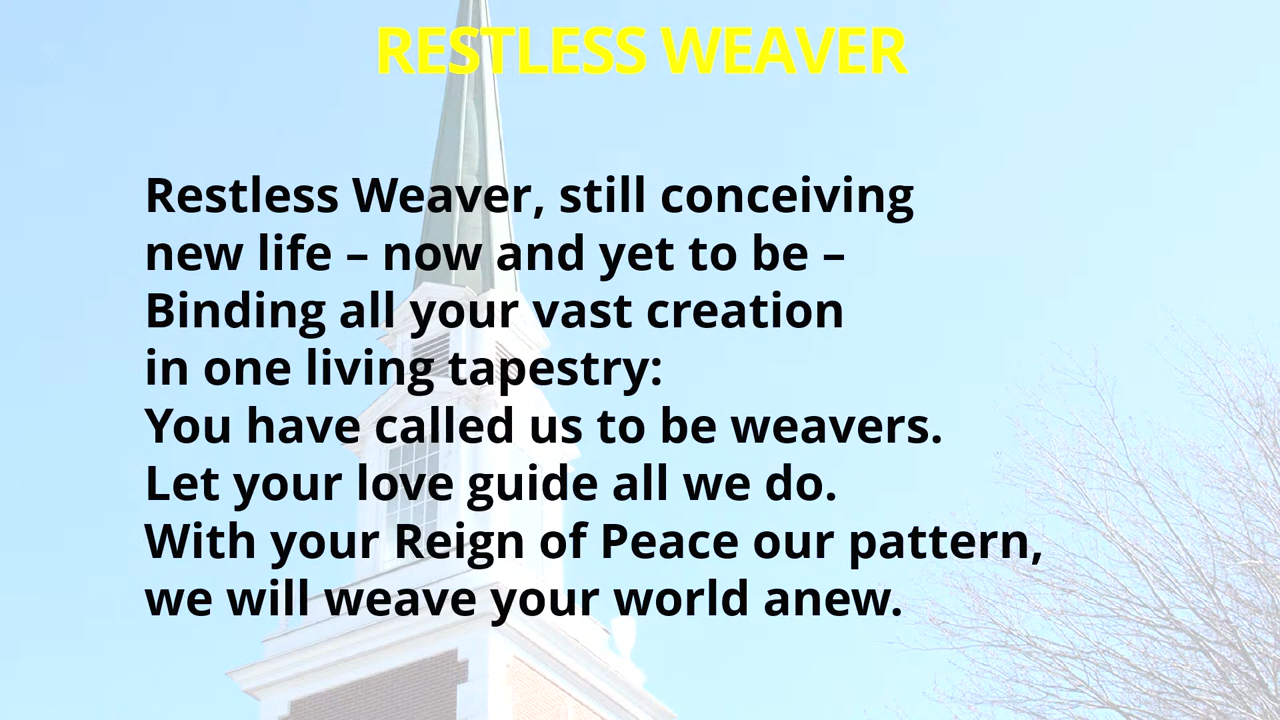 RESTLESS WEAVER
Restless Weaver, still conceiving
new life – now and yet to be –
Binding all your vast creation
in one living tapestry:
You have called us to be weavers.
Let your love guide all we do.
With your Reign of Peace our pattern,
we will weave your world anew.